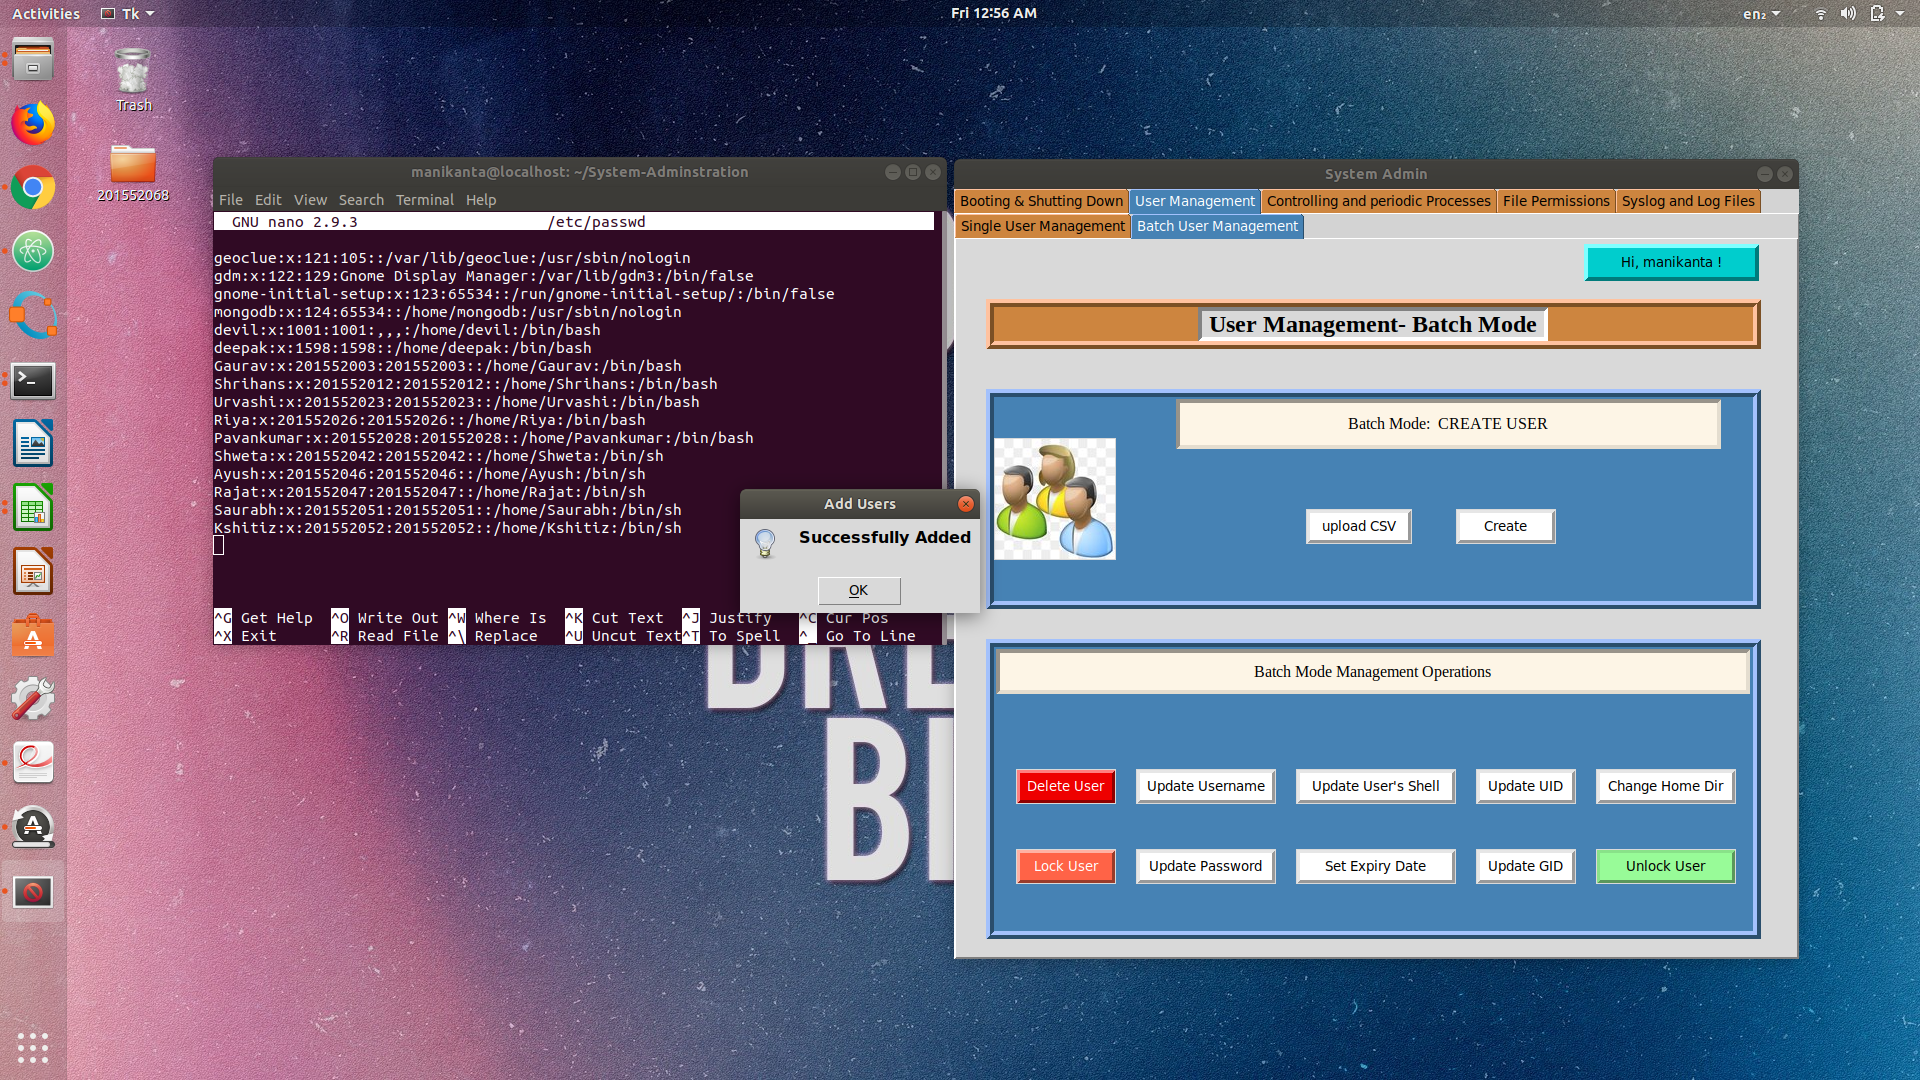 Activities
Tk
Fri 12:56 AM
en₂
Trash
201552068
manikanta@localhost: ~/System-Adminstration
File Edit View Search Terminal Help
GNU nano 2.9.3 /etc/passwd
geoclue:x:121:105::/var/lib/geoclue:/usr/sbin/nologin
gdm:x:122:129:Gnome Display Manager:/var/lib/gdm3:/bin/false
gnome-initial-setup:x:123:65534::/run/gnome-initial-setup/:/bin/false
mongodb:x:124:65534::/home/mongodb:/usr/sbin/nologin
devil:x:1001:1001:,,,:/home/devil:/bin/bash
deepak:x:1598:1598::/home/deepak:/bin/bash
Gaurav:x:201552003:201552003::/home/Gaurav:/bin/bash
Shrihans:x:201552012:201552012::/home/Shrihans:/bin/bash
Urvashi:x:201552023:201552023::/home/Urvashi:/bin/bash
Riya:x:201552026:201552026::/home/Riya:/bin/bash
Pavankumar:x:201552028:201552028::/home/Pavankumar:/bin/bash
Shweta:x:201552042:201552042::/home/Shweta:/bin/sh
Ayush:x:201552046:201552046::/home/Ayush:/bin/sh
Rajat:x:201552047:201552047::/home/Rajat:/bin/sh
Saurabh:x:201552051:201552051::/home/Saurabh:/bin/sh
Kshitiz:x:201552052:201552052::/home/Kshitiz:/bin/sh
^G Get Help ^O Write Out ^W Where Is ^K Cut Text ^J Justify ^C Cur Pos
^X Exit ^R Read File ^\ Replace ^U Uncut Text ^T To Spell ^_ Go To Line
Add Users
Successfully Added
OK
System Admin
Booting & Shutting Down User Management Controlling and periodic Processes File Permissions Syslog and Log Files
Single User Management Batch User Management
Hi, manikanta !
User Management- Batch Mode
Batch Mode: CREATE USER
upload CSV Create
Batch Mode Management Operations
Delete User Update Username Update User's Shell Update UID Change Home Dir
Lock User Update Password Set Expiry Date Update GID Unlock User